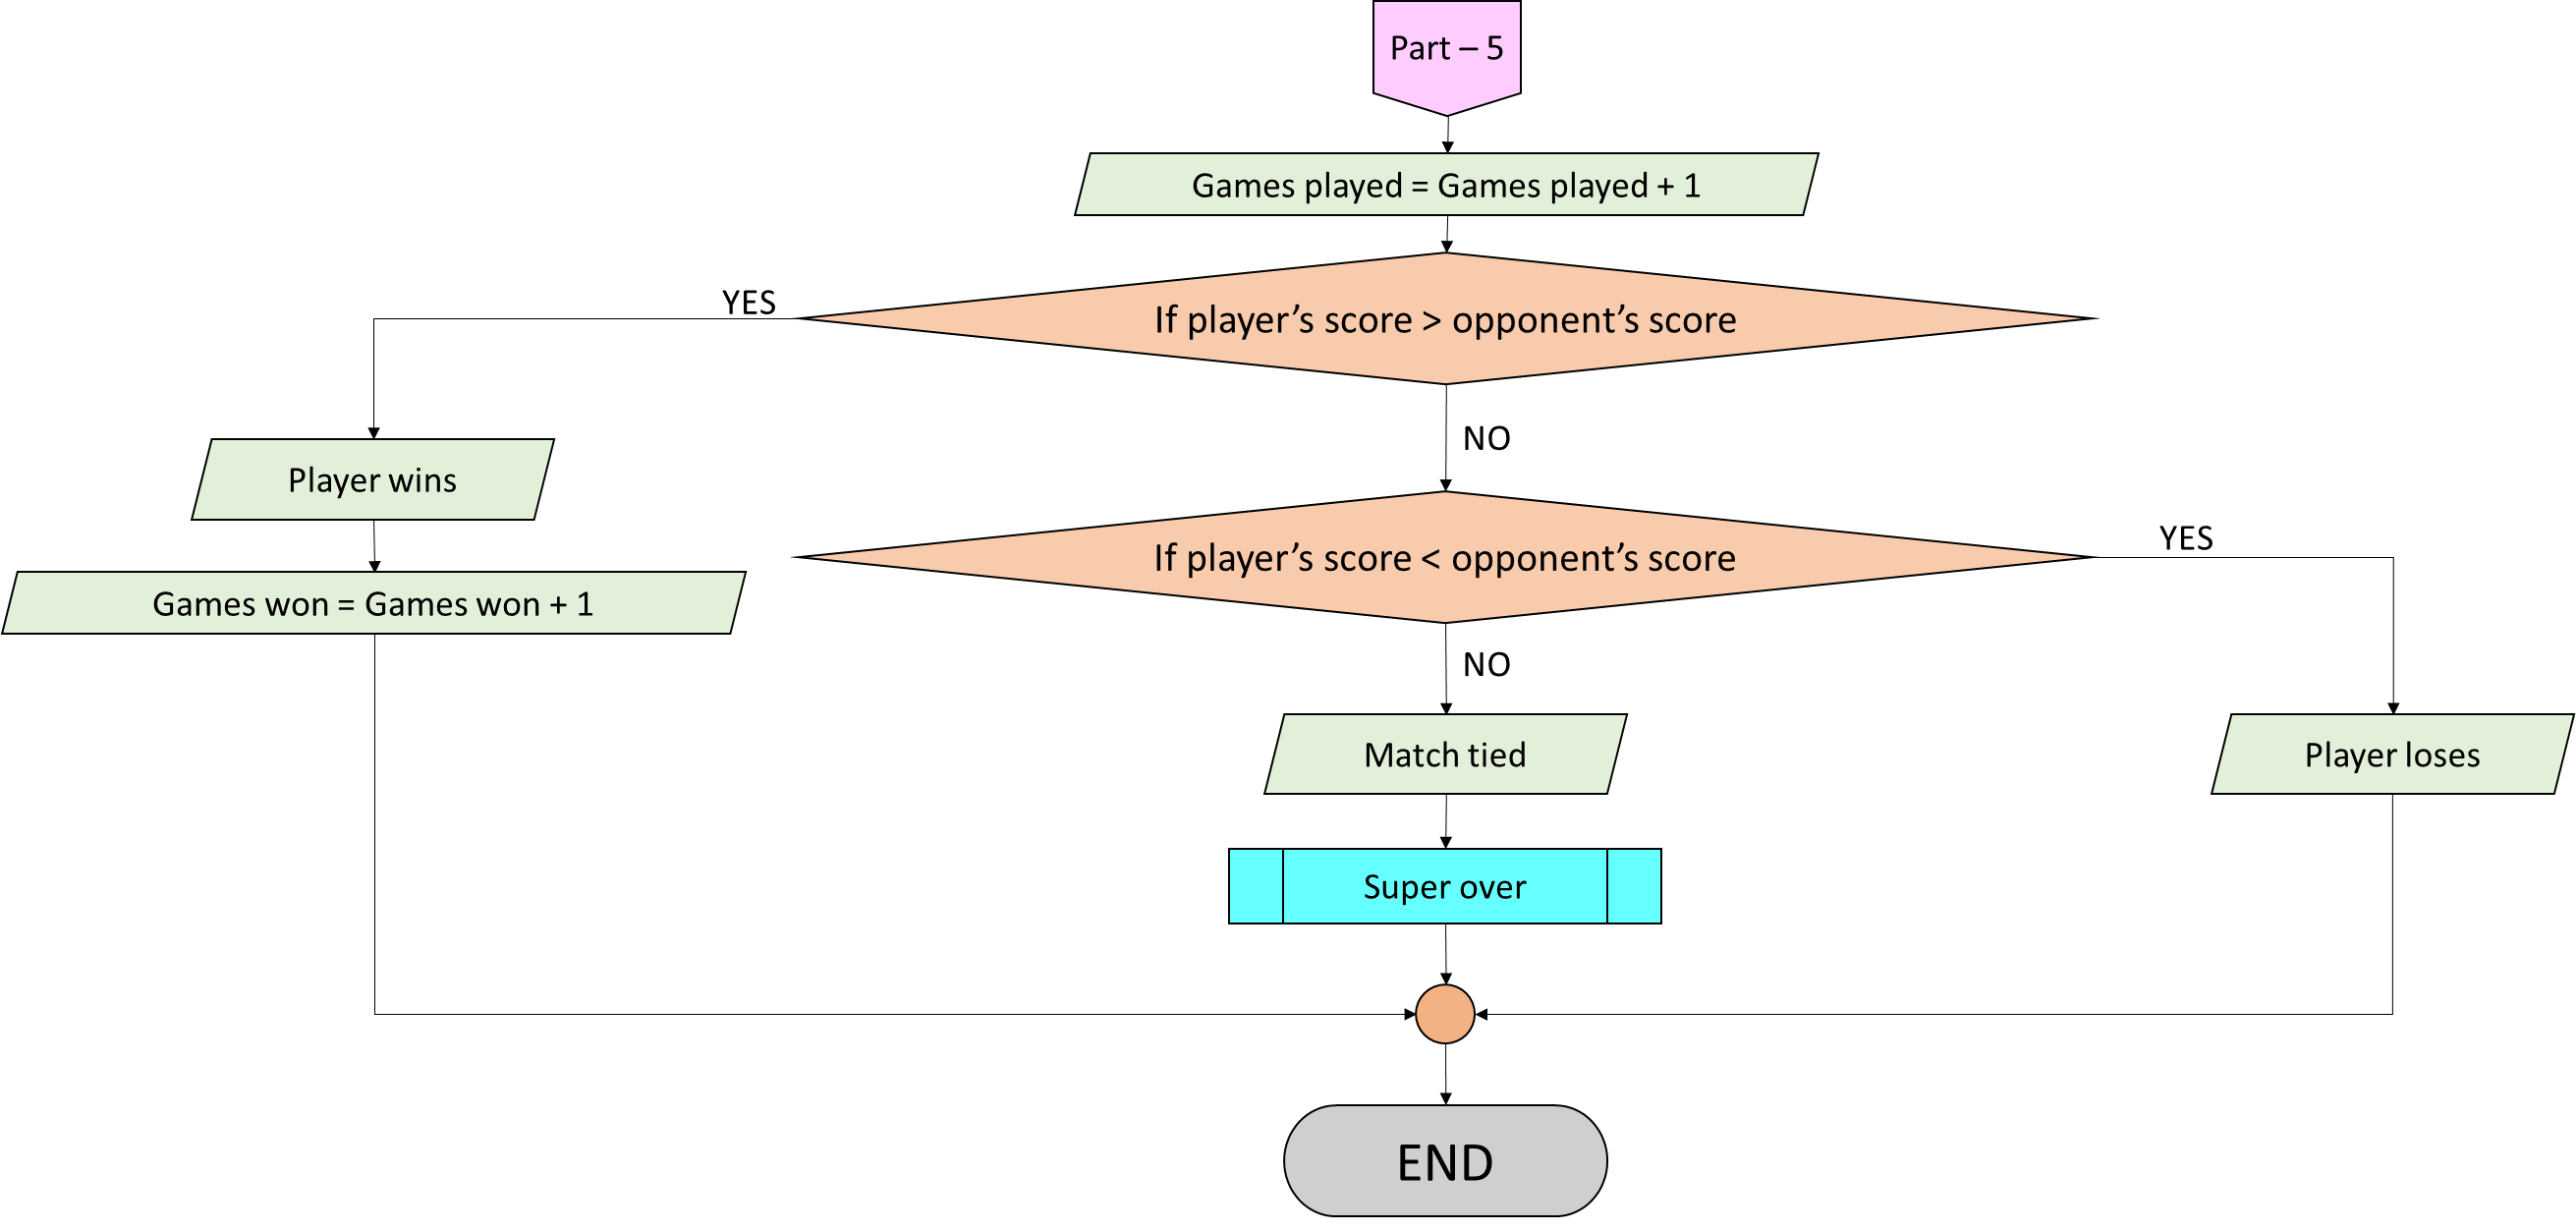 Part – 5
Games played = Games played + 1
YES
If player’s score > opponent’s score
NO
Player wins
YES
If player’s score < opponent’s score
Games won = Games won + 1
NO
Match tied
Player loses
Super over
END